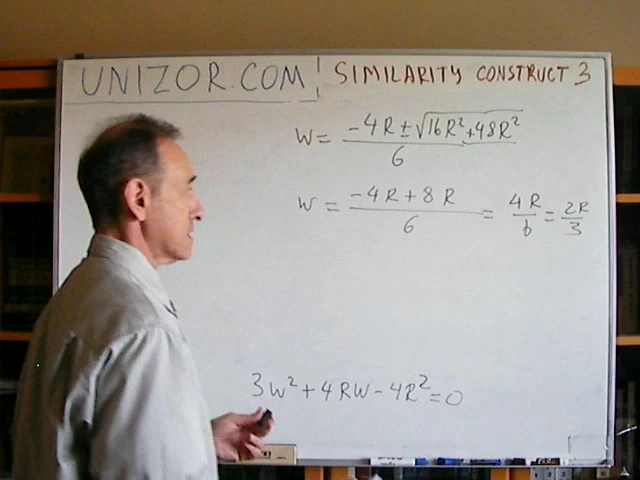 UNIZOR.COM SIMILARITY CONSTRUCT 3
W = (-4R ± √(16R² + 48R²)) / 6
W = (-4R + 8R) / 6 = 4R / 6 = 2R / 3
3W² + 4RW - 4R² = 0